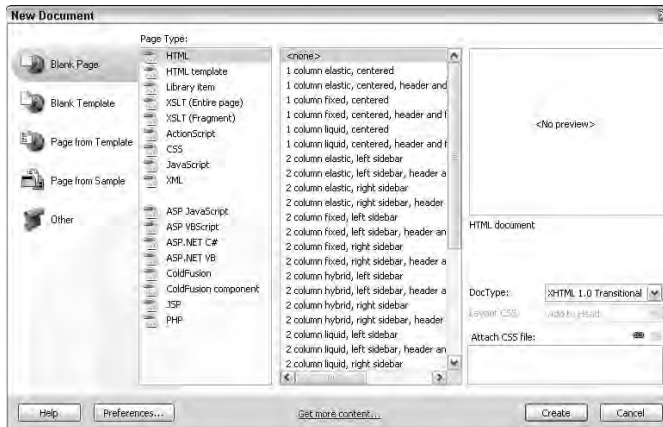 New Document
Blank Page
Blank Template
Page from Template
Page from Sample
Other
Page Type:
HTML
HTML template
Library item
XSLT (Entire page)
XSLT (Fragment)
ActionScript
CSS
JavaScript
XML
ASP JavaScript
ASP VBScript
ASP.NET C#
ASP.NET VB
ColdFusion
ColdFusion component
JSP
PHP
<none>
1 column elastic, centered
1 column elastic, centered, header and
1 column fixed, centered
1 column fixed, centered, header and f
1 column liquid, centered
1 column liquid, centered, header and f
2 column elastic, left sidebar
2 column elastic, left sidebar, header a
2 column elastic, right sidebar
2 column elastic, right sidebar, header
2 column fixed, left sidebar
2 column fixed, left sidebar, header an
2 column fixed, right sidebar
2 column fixed, right sidebar, header a
2 column hybrid, left sidebar
2 column hybrid, left sidebar, header a
2 column hybrid, right sidebar
2 column hybrid, right sidebar, header
2 column liquid, left sidebar
2 column liquid, left sidebar, header an
2 column liquid, right sidebar
<No preview>
HTML document
DocType:
XHTML 1.0 Transitional
Layout CSS:
Add to Head
Attach CSS file:
Help
Preferences...
Get more content...
Create
Cancel